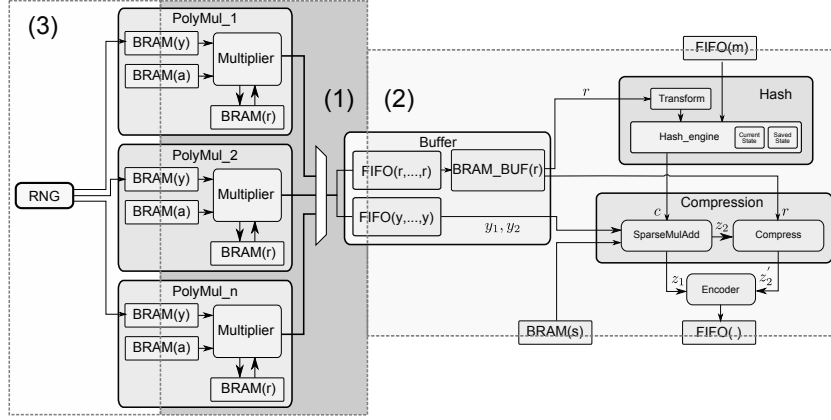 (3)
PolyMul_1
BRAM(y)
Multiplier
BRAM(a)
BRAM(r)
PolyMul_2
BRAM(y)
Multiplier
BRAM(a)
BRAM(r)
PolyMul_n
BRAM(y)
Multiplier
BRAM(a)
BRAM(r)
RNG
(1)
(2)
Buffer
FIFO(r,...,r)
BRAM_BUF(r)
FIFO(y,...,y)
y₁, y₂
r
FIFO(m)
Transform
Hash
Hash_engine
Current
State
Saved
State
Compression
c
r
SparseMulAdd
z₂
Compress
z₁
z₂′
Encoder
BRAM(s)
FIFO(.)